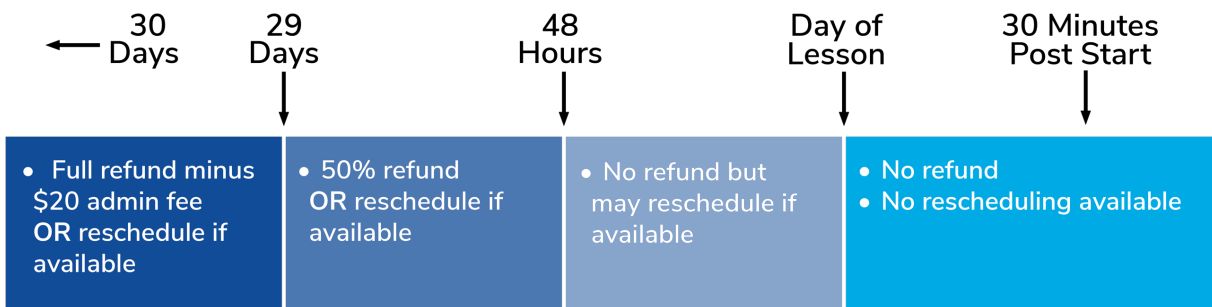 30
Days
29
Days
48
Hours
Day of
Lesson
30 Minutes
Post Start
• Full refund minus
$20 admin fee
OR reschedule if
available
• 50% refund
OR reschedule if
available
• No refund but
may reschedule if
available
• No refund
• No rescheduling available